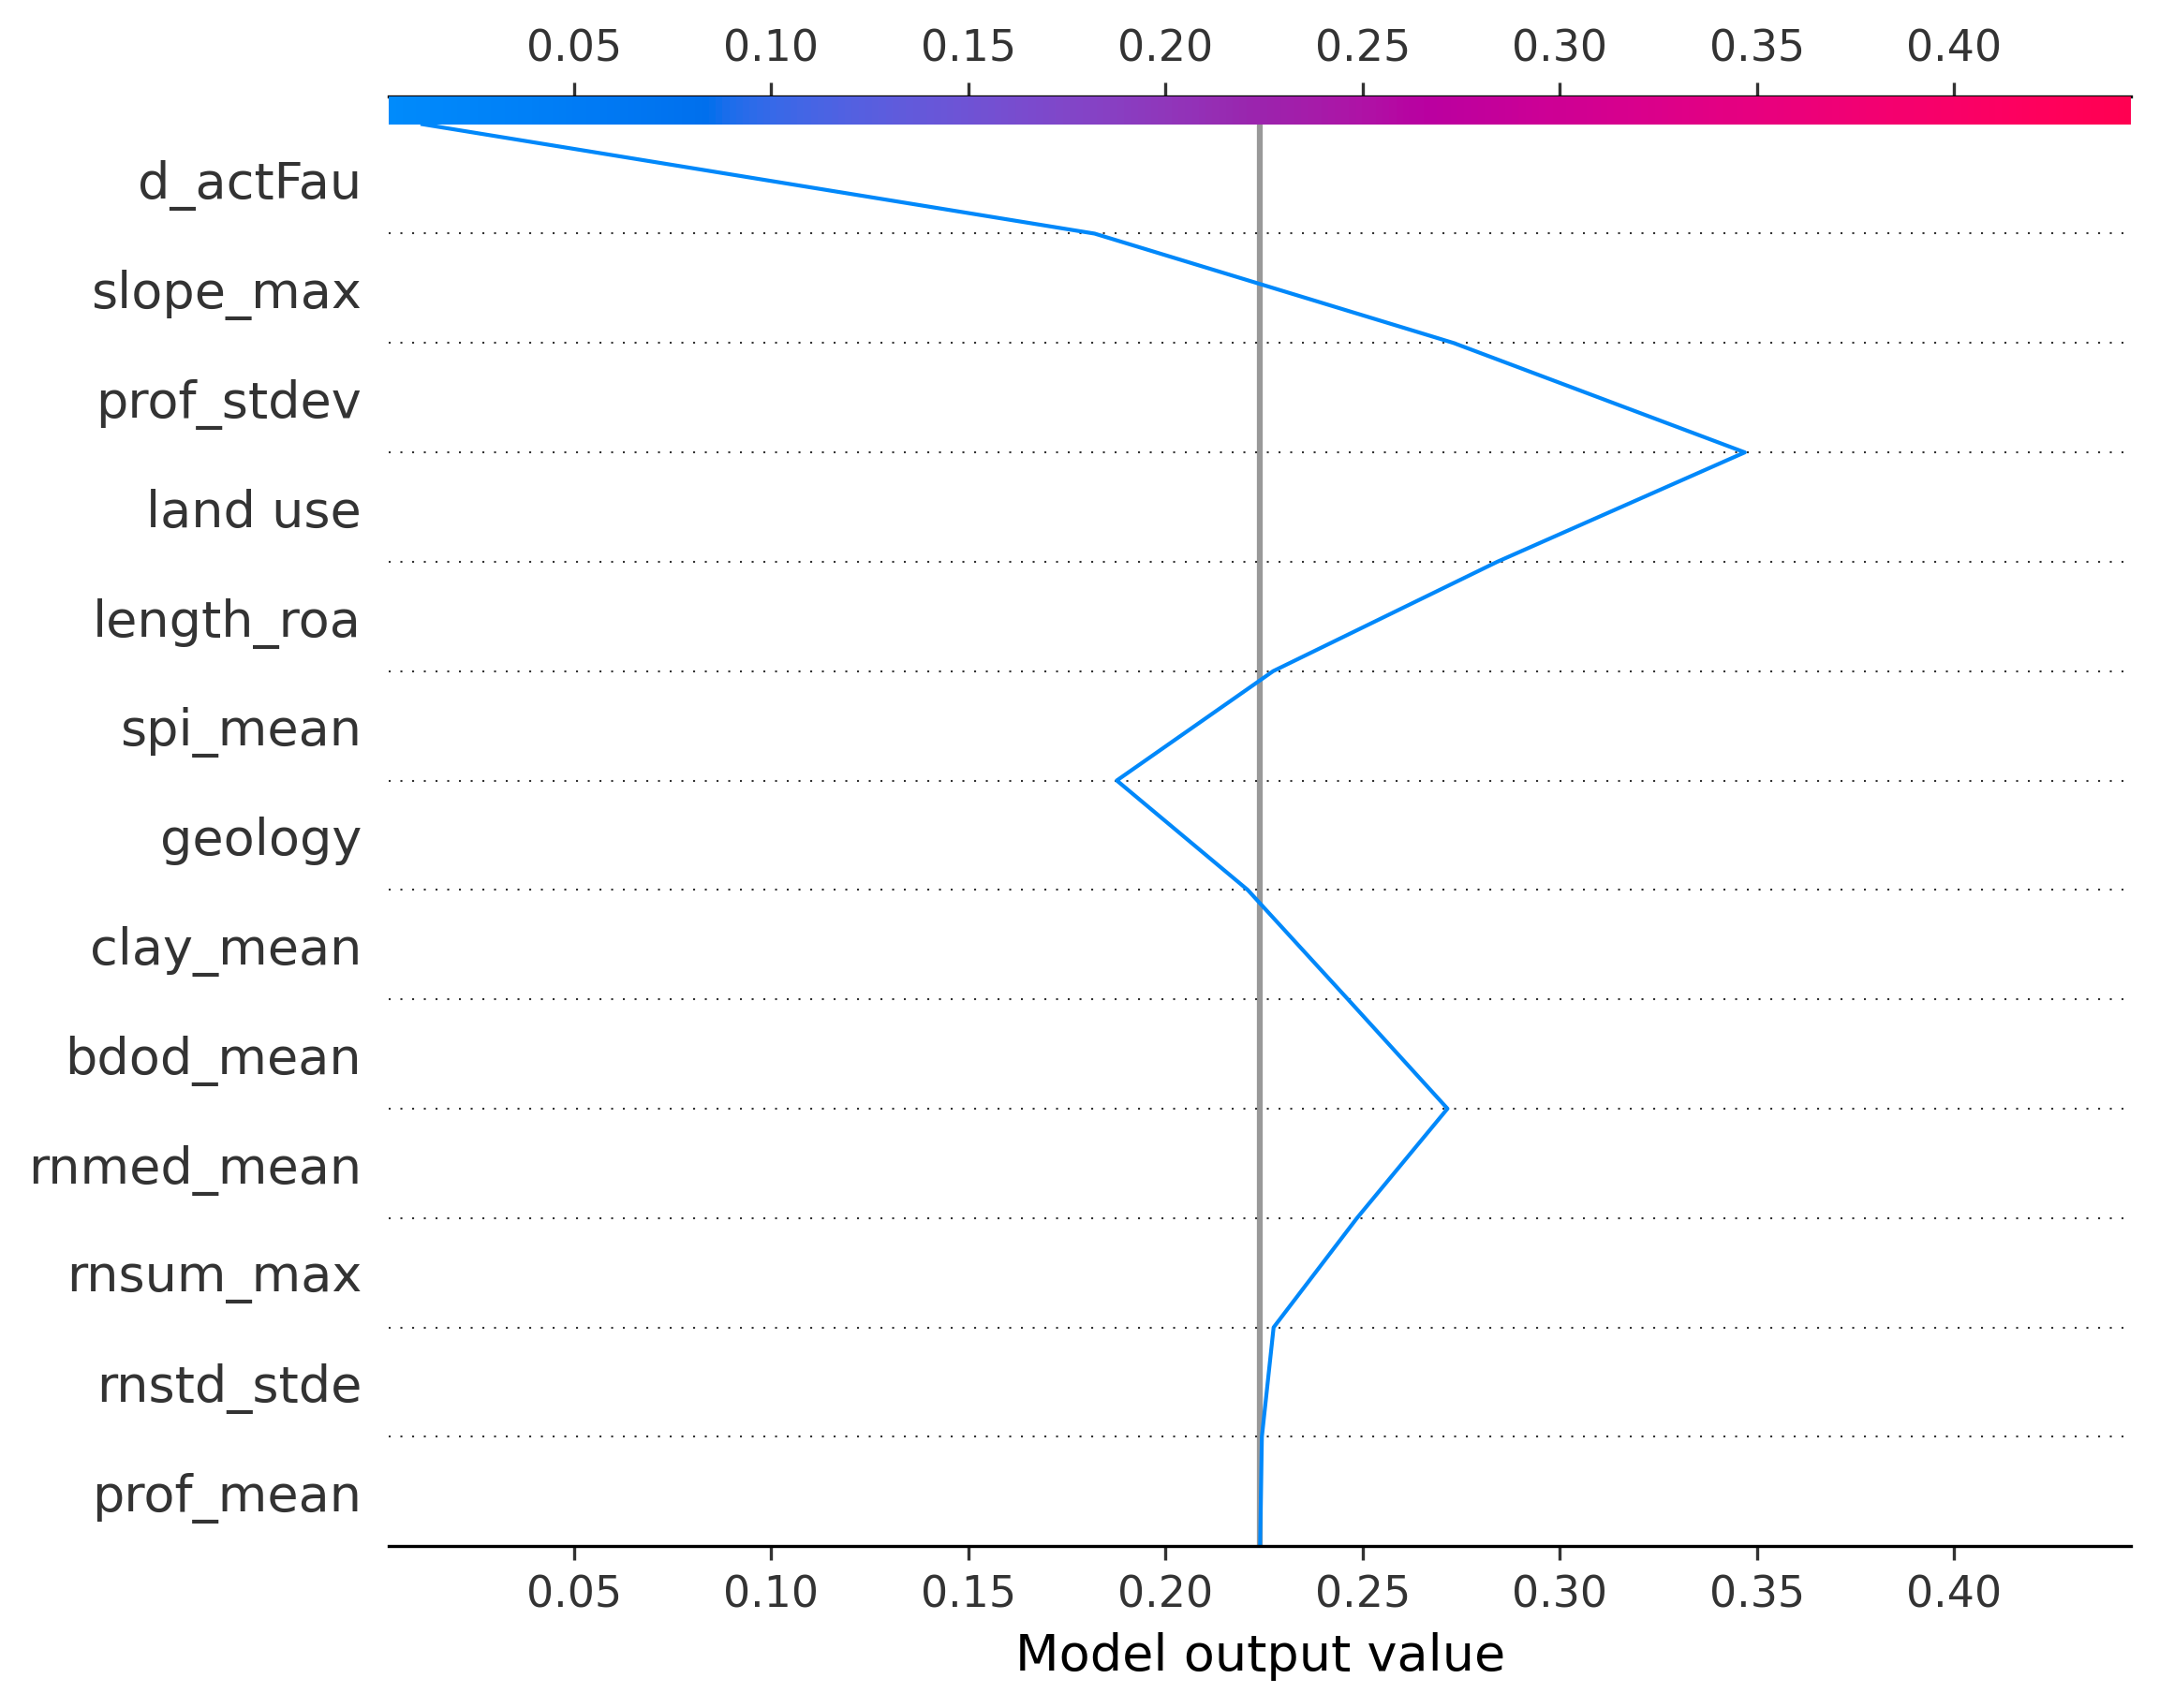 0.05 0.10 0.15 0.20 0.25 0.30 0.35 0.40
d_actFau
slope_max
prof_stdev
land use
length_roa
spi_mean
geology
clay_mean
bdod_mean
rnmed_mean
rnsum_max
rnstd_stde
prof_mean
0.05 0.10 0.15 0.20 0.25 0.30 0.35 0.40
Model output value